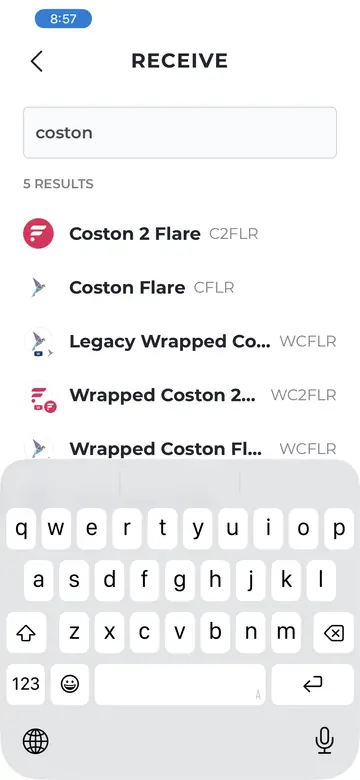 8:57
RECEIVE
coston
5 RESULTS
Coston 2 Flare C2FLR
Coston Flare CFLR
Legacy Wrapped Co... WCFLR
Wrapped Coston 2... WC2FLR
Wrapped Coston Fl... WCFLR
q w e r t y u i o p
a s d f g h j k l
z x c v b n m
123
A